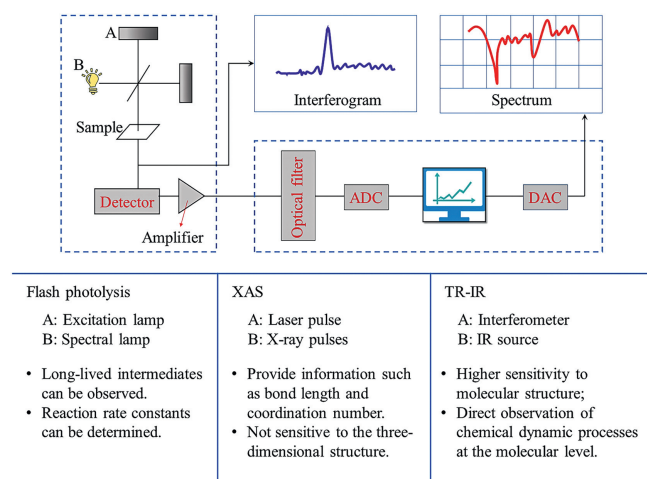 A
B
Sample
Detector
Amplifier
Interferogram
Spectrum
Optical filter
ADC
DAC
Flash photolysis
A: Excitation lamp
B: Spectral lamp
• Long-lived intermediates
can be observed.
• Reaction rate constants
can be determined.
XAS
A: Laser pulse
B: X-ray pulses
• Provide information such
as bond length and
coordination number.
• Not sensitive to the three-
dimensional structure.
TR-IR
A: Interferometer
B: IR source
• Higher sensitivity to
molecular structure;
• Direct observation of
chemical dynamic processes
at the molecular level.